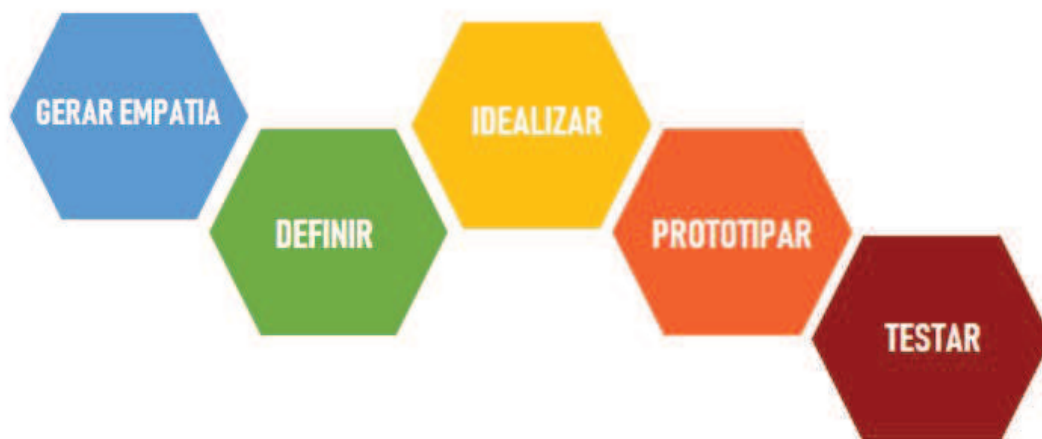 GERAR EMPATIA
DEFINIR
IDEALIZAR
PROTOTIPAR
TESTAR